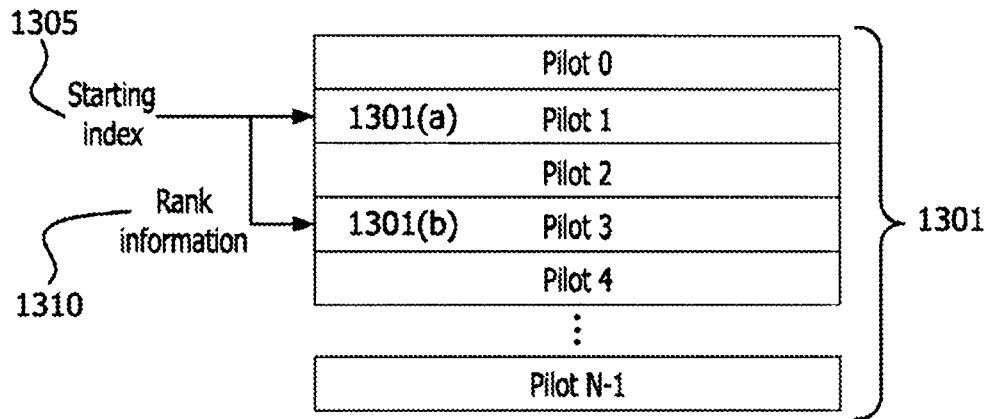 1305
Pilot 0
Starting
index
1301(a) Pilot 1
Pilot 2
Rank
information
1301(b) Pilot 3
1301
1310
Pilot 4
⋮
Pilot N-1